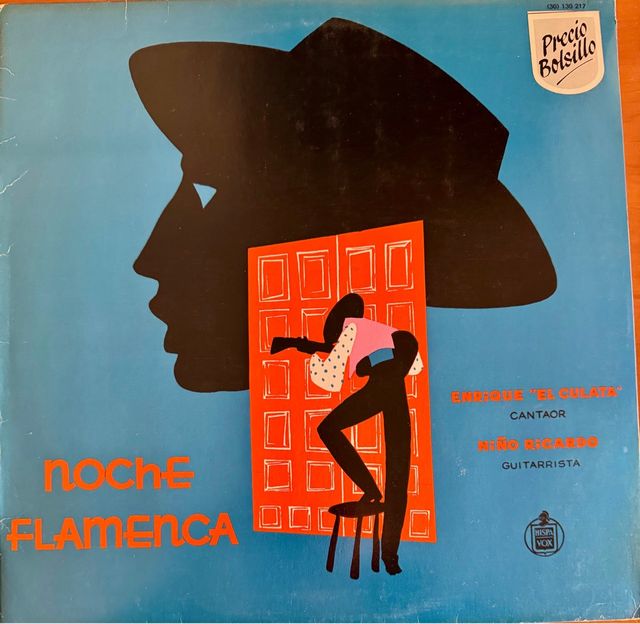 (30) 130 217
Precio
Bolsillo
ENRIQUE "EL CULATA"
CANTAOR
NIÑO RICARDO
GUITARRISTA
NOCHE
FLAMENCA
HISPA
VOX